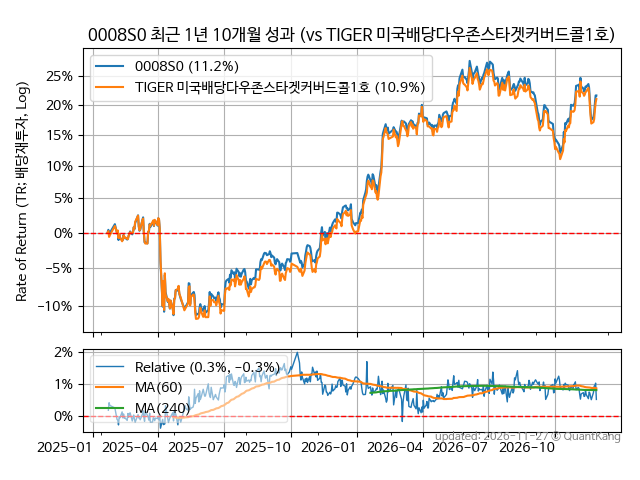 0008S0 최근 1년 10개월 성과 (vs TIGER 미국배당다우존스타겟커버드콜1호)
Rate of Return (TR: 배당재투자, Log)
25%
20%
15%
10%
5%
0%
−5%
−10%
0008S0 (11.2%)
TIGER 미국배당다우존스타겟커버드콜1호 (10.9%)
2%
1%
0%
Relative (0.3%, −0.3%)
MA(60)
MA(240)
2025-01 2025-04 2025-07 2025-10 2026-01 2026-04 2026-07 2026-10
updated: 2026-11-27 © QuantKang